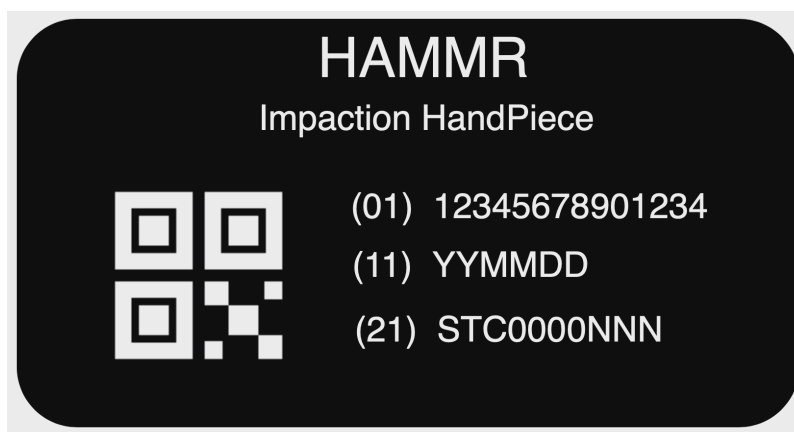 HAMMR
Impaction HandPiece
(01) 12345678901234
(11) YYMMDD
(21) STC0000NNN